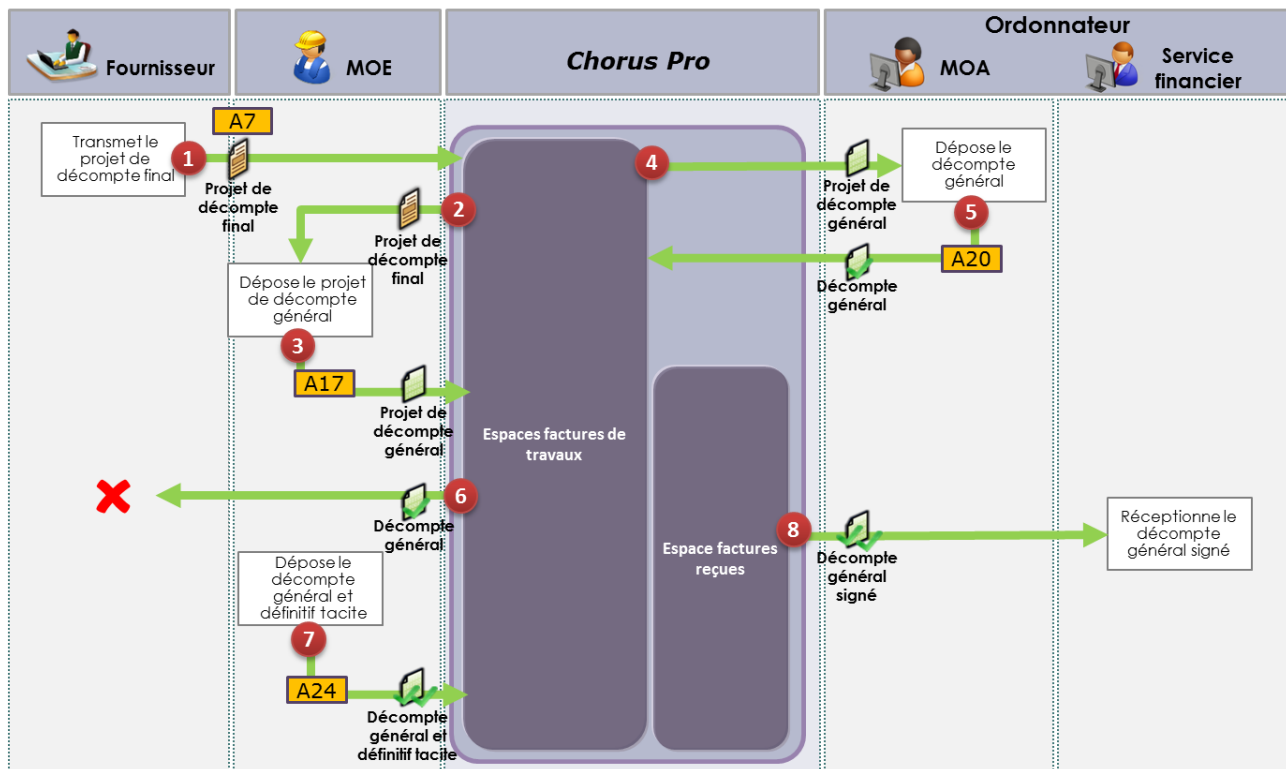 Fournisseur
MOE
Chorus Pro
Ordonnateur
MOA
Service
financier
Transmet le
projet de
décompte final
1
A7
Projet de
décompte
final
2
Projet de
décompte
final
Dépose le projet
de décompte
général
3
A17
Projet de
décompte
général
4
Projet de
décompte
général
Dépose le
décompte
général
5
A20
Décompte
général
Espaces factures de
travaux
6
Décompte
général
Dépose le
décompte
général et
définitif tacite
7
A24
Décompte
général et
définitif tacite
Espace factures
reçues
8
Décompte
général
signé
Réceptionne le
décompte
général signé